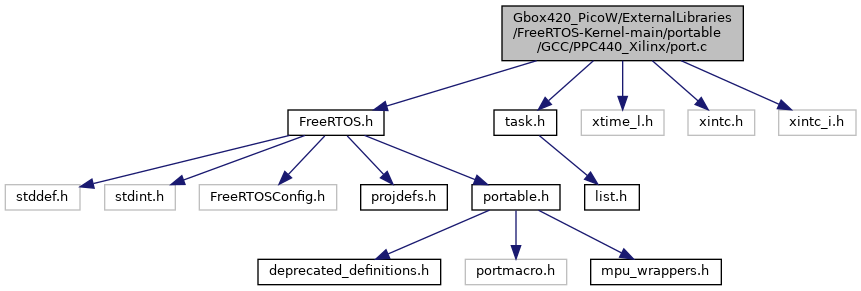 Gbox420_PicoW/ExternalLibraries
/FreeRTOS-Kernel-main/portable
/GCC/PPC440_Xilinx/port.c
FreeRTOS.h
task.h
xtime_l.h
xintc.h
xintc_i.h
stddef.h
stdint.h
FreeRTOSConfig.h
projdefs.h
portable.h
list.h
deprecated_definitions.h
portmacro.h
mpu_wrappers.h